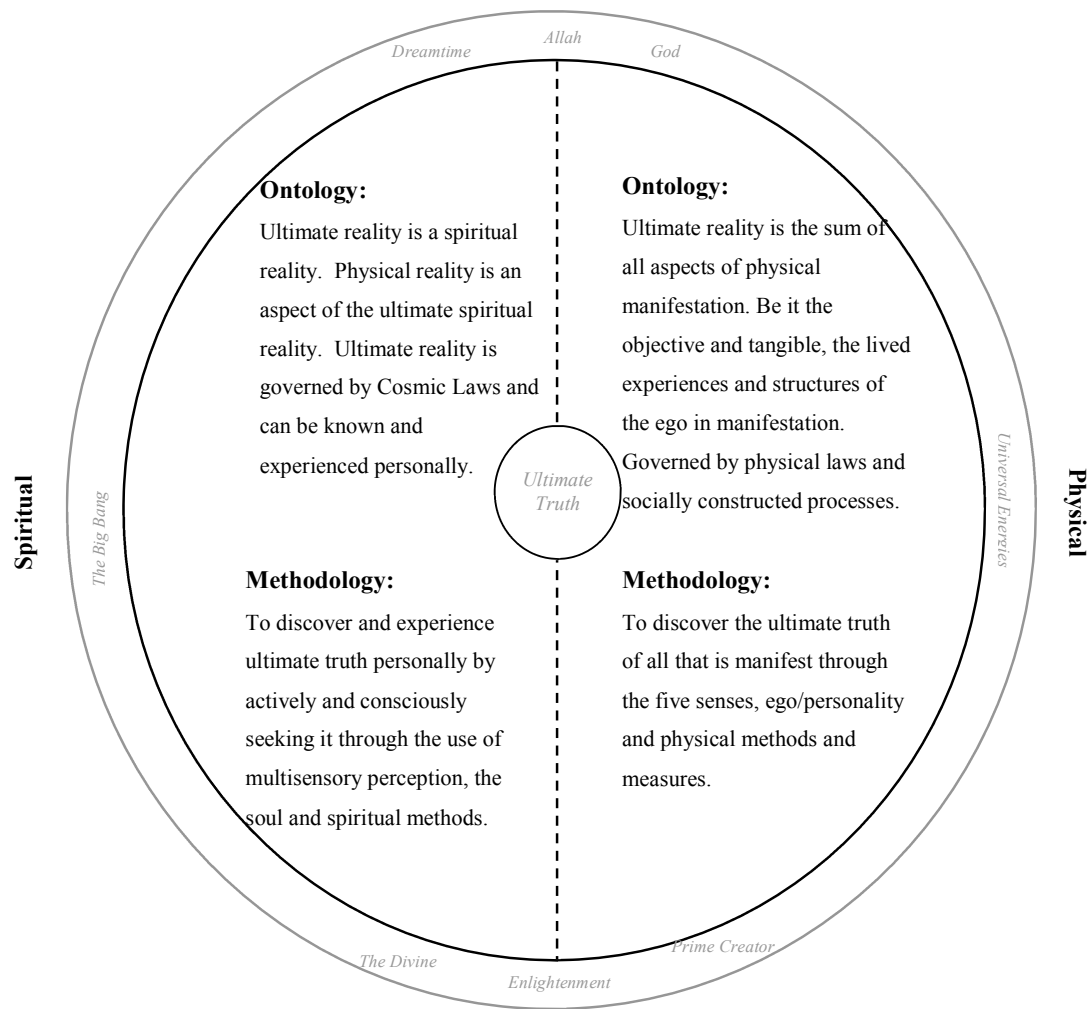 Dreamtime
Allah
God
Spiritual
The Big Bang
Ontology:
Ultimate reality is a spiritual
reality.  Physical reality is an
aspect of the ultimate spiritual
reality.  Ultimate reality is
governed by Cosmic Laws and
can be known and
experienced personally.
Methodology:
To discover and experience
ultimate truth personally by
actively and consciously
seeking it through the use of
multisensory perception, the
soul and spiritual methods.
Ultimate
Truth
Ontology:
Ultimate reality is the sum of
all aspects of physical
manifestation. Be it the
objective and tangible, the lived
experiences and structures of
the ego in manifestation.
Governed by physical laws and
socially constructed processes.
Methodology:
To discover the ultimate truth
of all that is manifest through
the five senses, ego/personality
and physical methods and
measures.
Universal Energies
Physical
The Divine
Enlightenment
Prime Creator